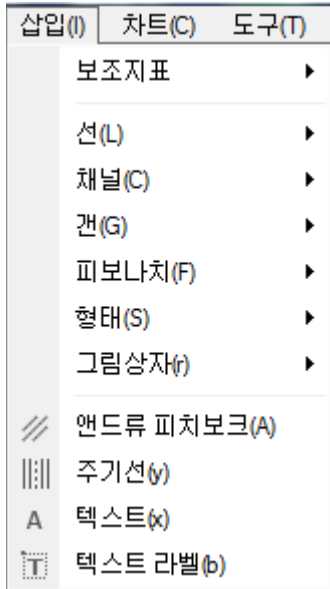 삽입(I) 차트(C) 도구(T)
보조지표
선(L)
채널(C)
갠(G)
피보나치(F)
형태(S)
그림상자(r)
앤드류 피치보크(A)
주기선(y)
A 텍스트(x)
T 텍스트 라벨(b)